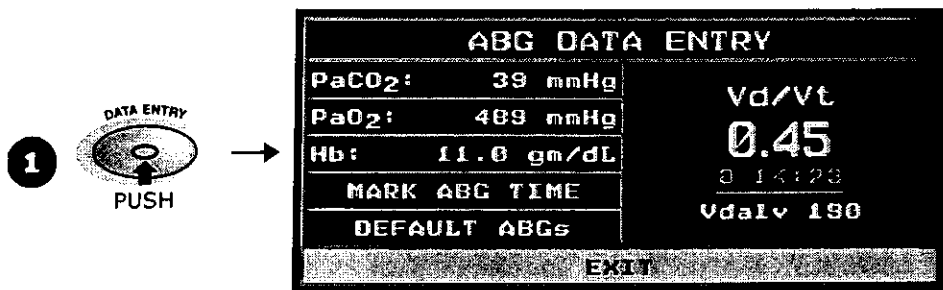 1
DATA ENTRY
PUSH
ABG DATA ENTRY
PaCO2: 39 mmHg
PaO2: 489 mmHg
Hb: 11.0 gm/dL
MARK ABG TIME
DEFAULT ABGs
Vd/Vt
0.45
Vdalv 190
EXIT